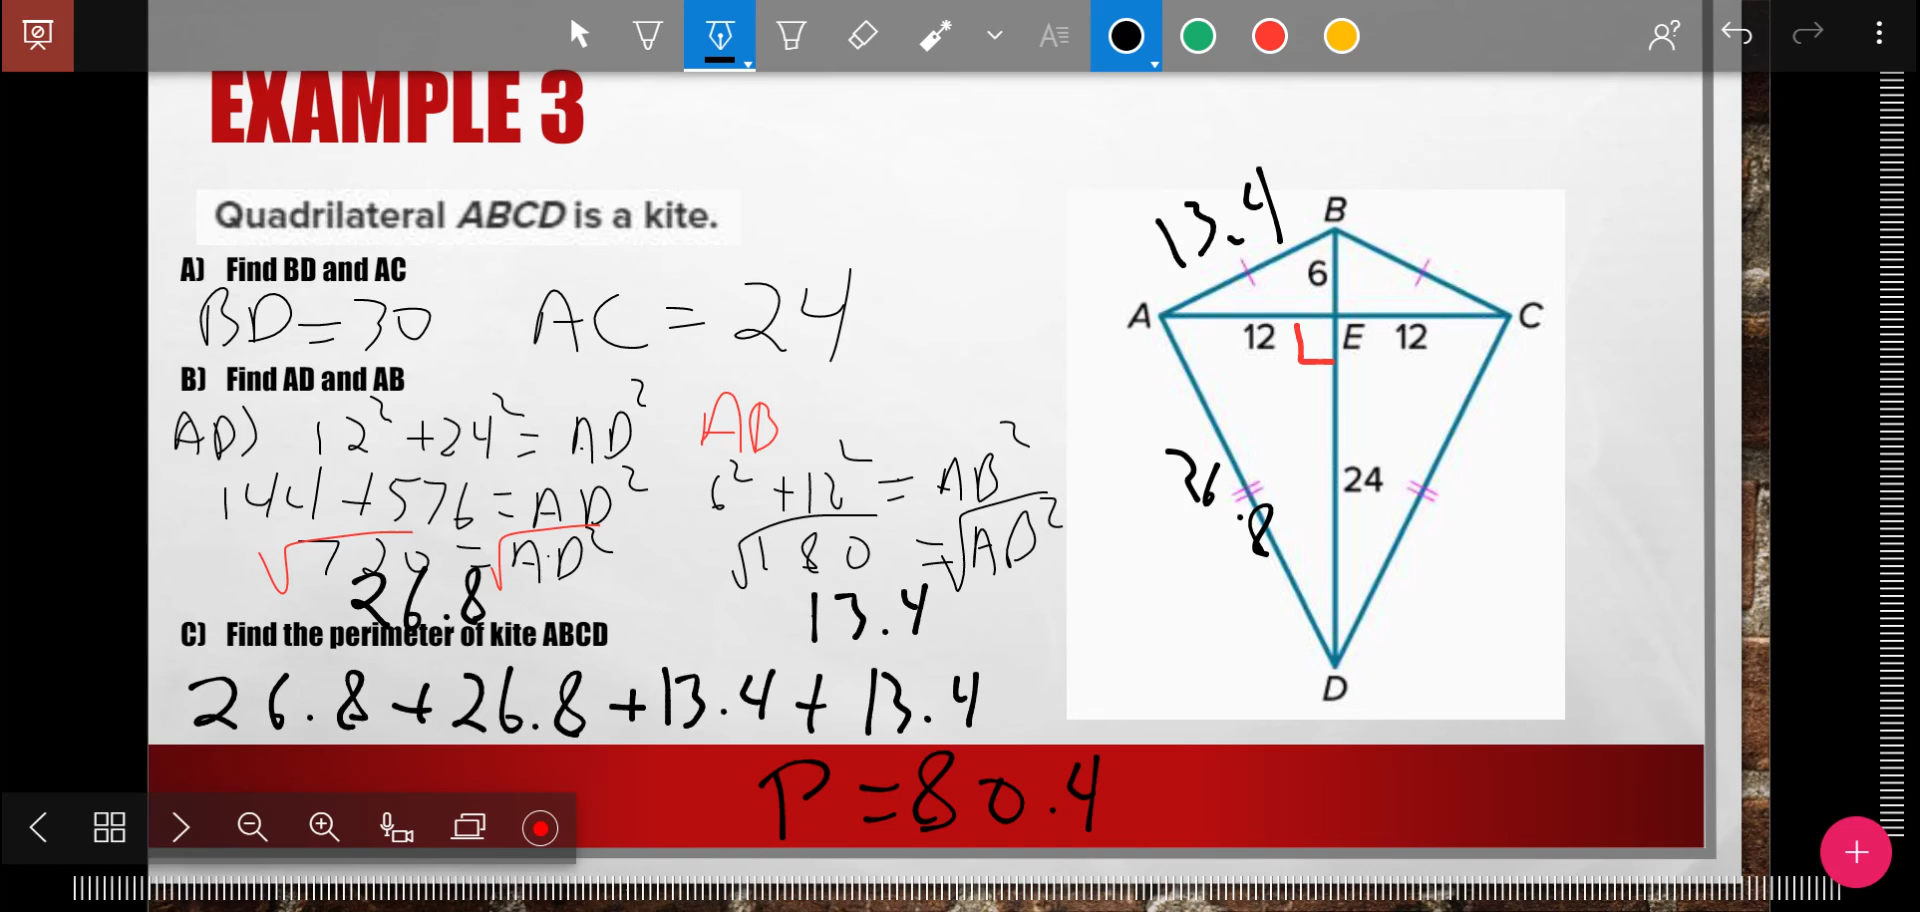 EXAMPLE 3
Quadrilateral ABCD is a kite.
A) Find BD and AC
BD=30 AC = 24
B) Find AD and AB
AD) 12² + 24² = AD²
144 + 576 = AD²
√720 = √AD²
26.8
AB
6² + 12² = AB²
√180 = √AB²
13.4
C) Find the perimeter of kite ABCD
26.8 + 26.8 + 13.4 + 13.4
P = 80.4
13.4
B
6
A
12
E
12
C
26.8
24
D